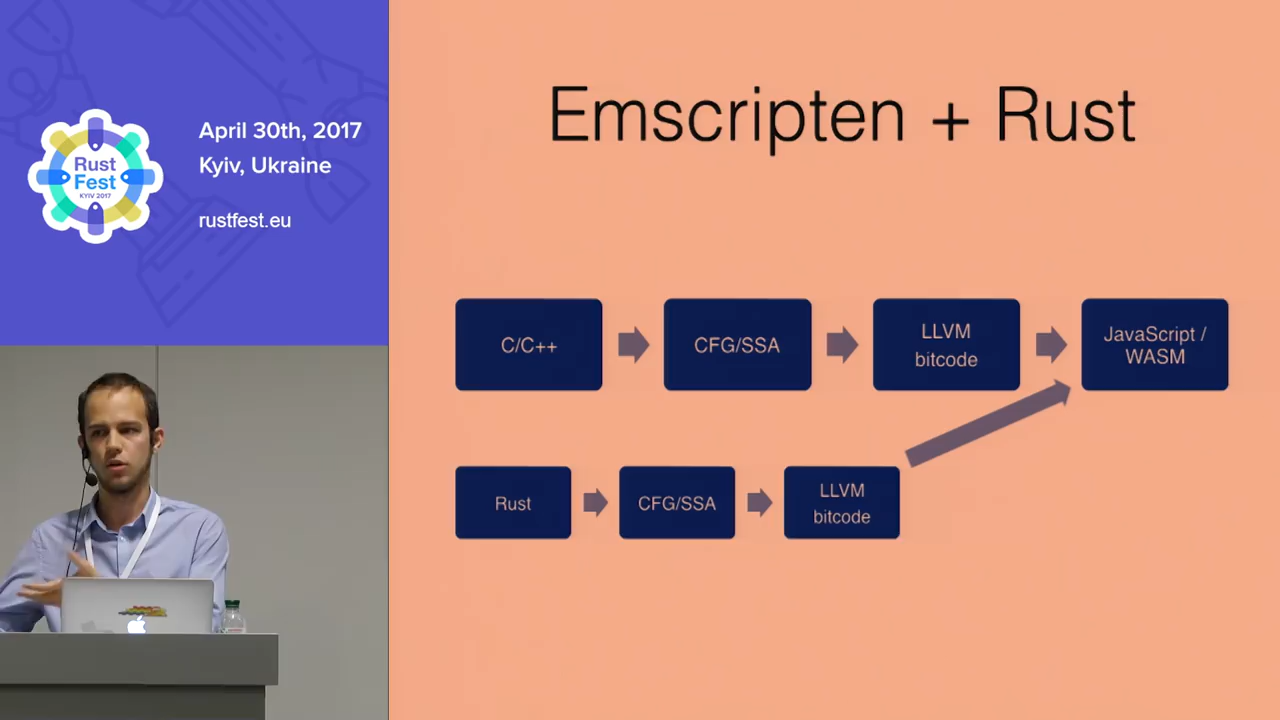 April 30th, 2017
Kyiv, Ukraine
rustfest.eu
Rust
Fest
KYIV 2017
Emscripten + Rust
C/C++
CFG/SSA
LLVM
bitcode
JavaScript /
WASM
Rust
CFG/SSA
LLVM
bitcode